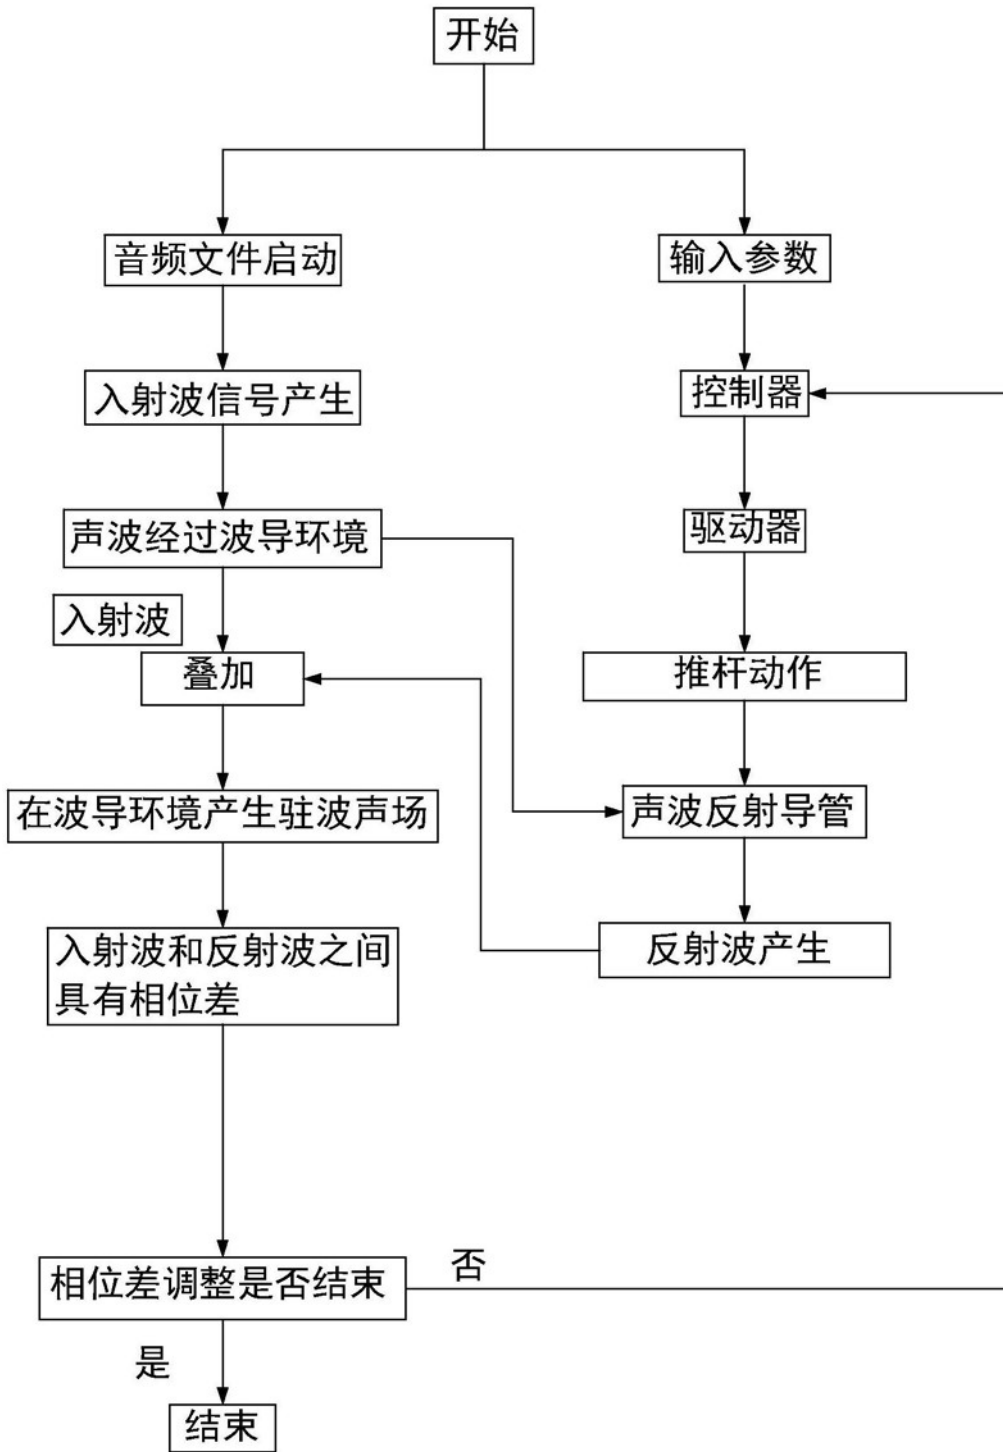 开始
音频文件启动
输入参数
入射波信号产生
控制器
声波经过波导环境
驱动器
入射波
叠加
推杆动作
在波导环境产生驻波声场
声波反射导管
入射波和反射波之间
具有相位差
反射波产生
相位差调整是否结束
否
是
结束